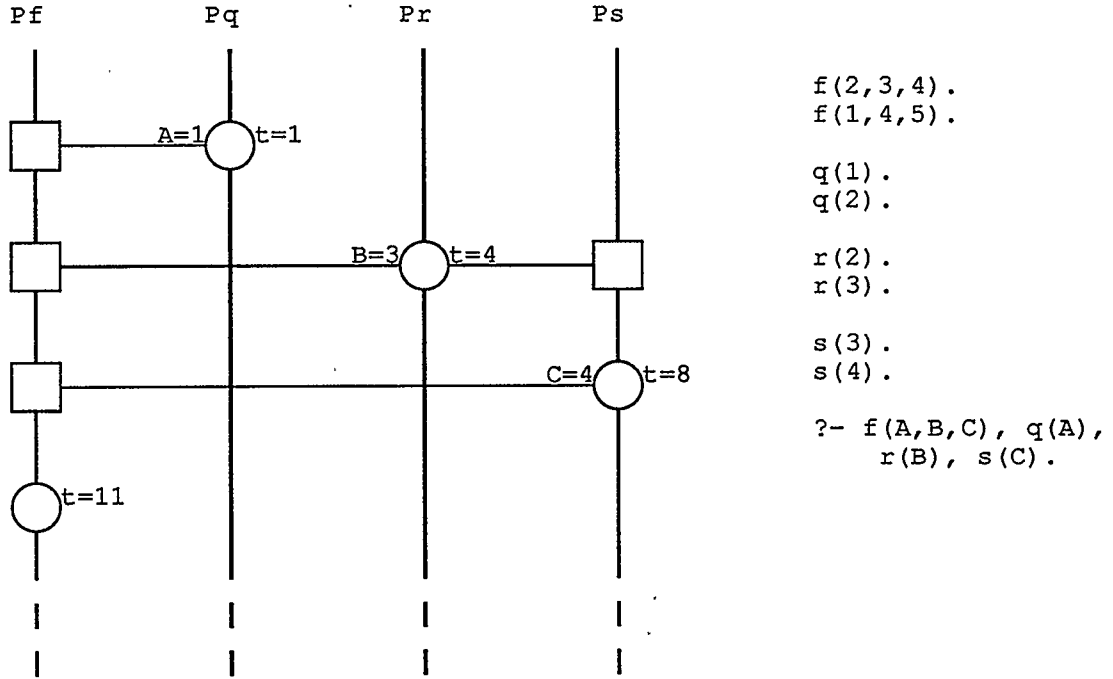 Pf Pq Pr Ps
A=1 t=1
B=3 t=4
C=4 t=8
t=11
f(2,3,4).
f(1,4,5).
q(1).
q(2).
r(2).
r(3).
s(3).
s(4).
?- f(A,B,C), q(A),
r(B), s(C).